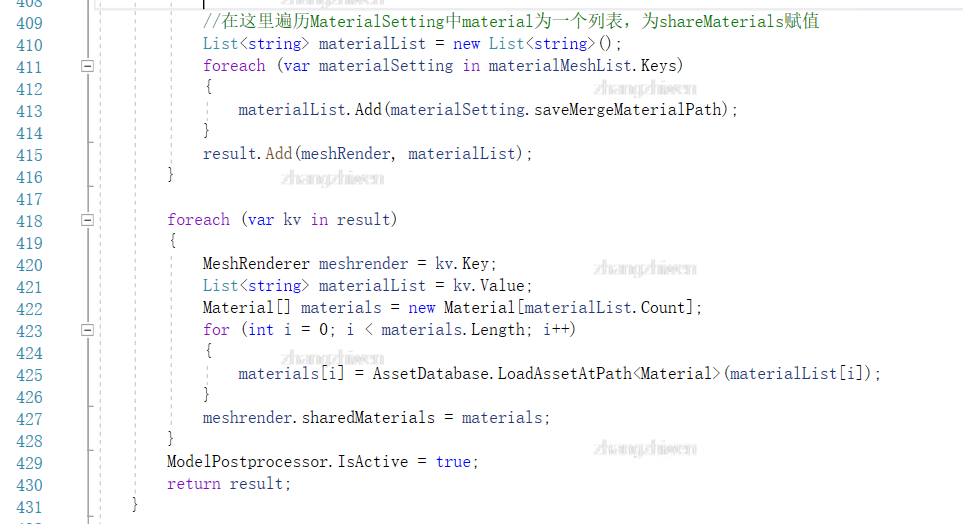 408
409 //在这里遍历MaterialSetting中material为一个列表，为shareMaterials赋值
410 List<string> materialList = new List<string>();
411 foreach (var materialSetting in materialMeshList.Keys)
412 {
zhangzhiwen
413 materialList.Add(materialSetting.saveMergeMaterialPath);
414 }
415 result.Add(meshRender, materialList);
416 }
zhangzhiwen
417
418 foreach (var kv in result)
419 {
420 MeshRenderer meshrender = kv.Key;
zhangzhiwen
421 List<string> materialList = kv.Value;
422 Material[] materials = new Material[materialList.Count];
423 for (int i = 0; i < materials.Length; i++)
424 {
zhangzhiwen
425 materials[i] = AssetDatabase.LoadAssetAtPath<Material>(materialList[i]);
426 }
427 meshrender.sharedMaterials = materials;
428 }
zhangzhiwen
429 ModelPostprocessor.IsActive = true;
430 return result;
431 }